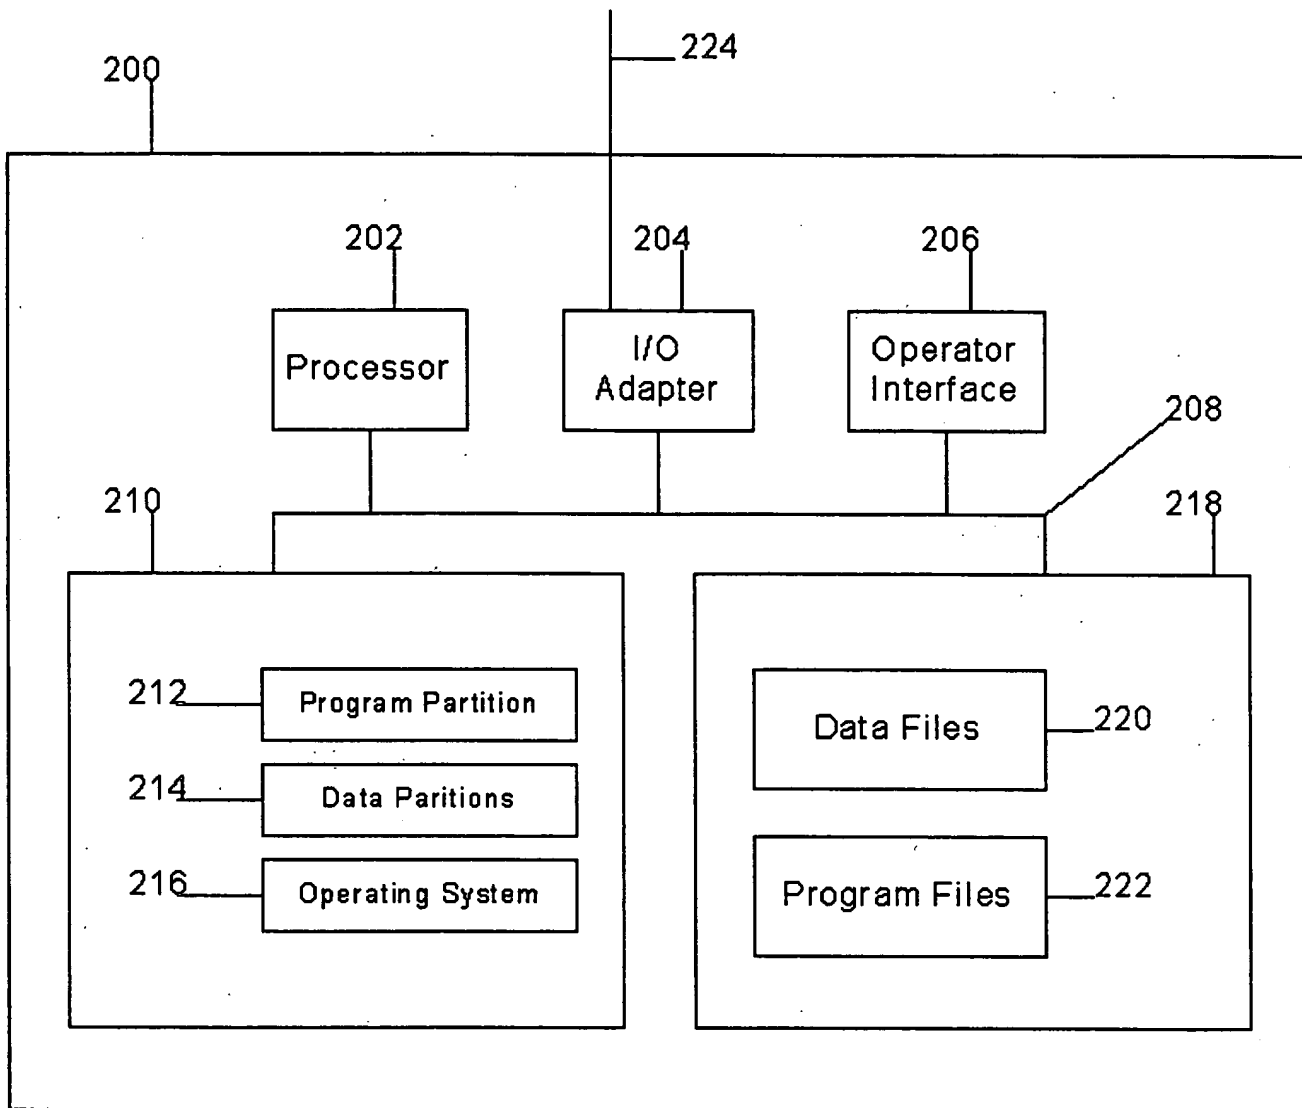 224
200
202
204
206
Processor
I/O
Adapter
Operator
Interface
208
210
218
212
Program Partition
214
Data Paritions
216
Operating System
Data Files
220
Program Files
222